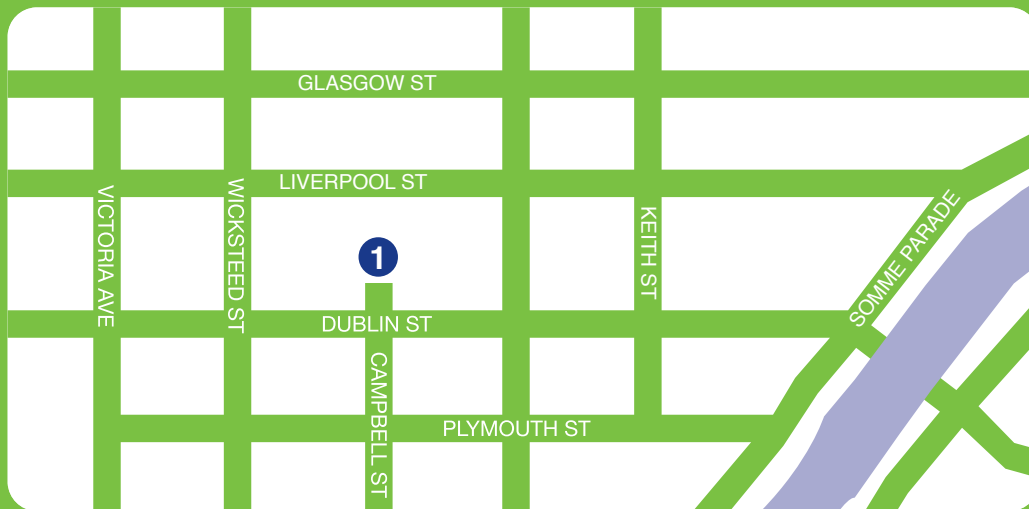 GLASGOW ST
LIVERPOOL ST
VICTORIA AVE
WICKSTEED ST
KEITH ST
SOMME PARADE
1
DUBLIN ST
CAMPBELL ST
PLYMOUTH ST